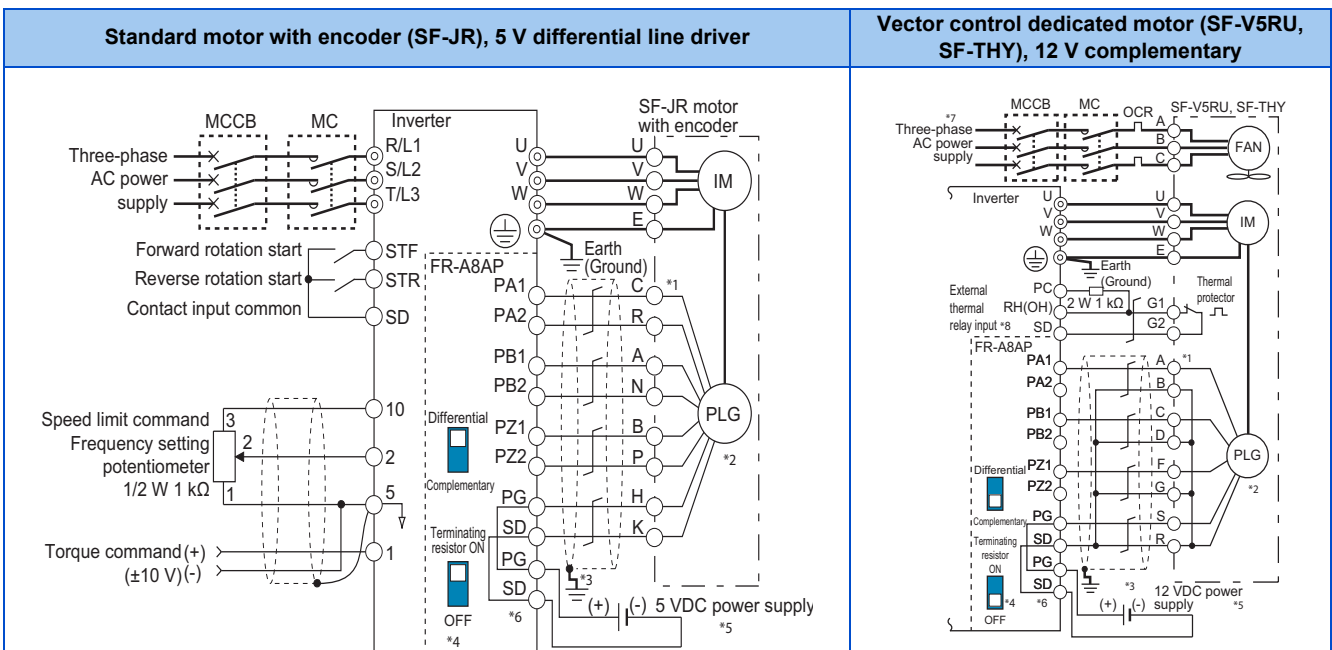 Standard motor with encoder (SF-JR), 5 V differential line driver
Vector control dedicated motor (SF-V5RU,
SF-THY), 12 V complementary
MCCB
MC
Inverter
SF-JR motor
with encoder
Three-phase
AC power
supply
R/L1
S/L2
T/L3
U
V
W
U
V
W
E
IM
Earth
(Ground)
Forward rotation start
Reverse rotation start
Contact input common
STF
STR
SD
FR-A8AP
PA1
PA2
PB1
PB2
PZ1
PZ2
PG
SD
PG
SD
C
R
A
N
B
P
H
K
*1
PLG
*2
Differential
Complementary
Terminating
resistor ON
OFF
*4
*6
*3
(+) (-) 5 VDC power supply
*5
Speed limit command
Frequency setting
potentiometer
1/2 W 1 kΩ
3
2
1
10
2
5
1
Torque command (+)
(±10 V) (-)
MCCB
MC
OCR
SF-V5RU, SF-THY
*7
Three-phase
AC power
supply
A
B
C
FAN
Inverter
U
V
W
U
V
W
E
IM
Earth
(Ground)
External
thermal
relay input *8
PC
RH(OH)
SD
2 W 1 kΩ
G1
G2
Thermal
protector
FR-A8AP
PA1
PA2
PB1
PB2
PZ1
PZ2
PG
SD
PG
SD
A
B
C
D
F
G
S
R
*1
PLG
*2
Differential
Complementary
Terminating
resistor
ON
*4
OFF
*6
*3
(+) (-)
12 VDC power
supply
*5